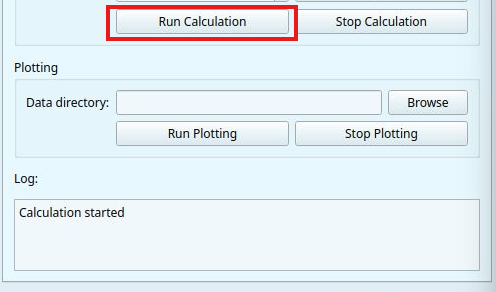 Run Calculation Stop Calculation
Plotting
Data directory: Browse
Run Plotting Stop Plotting
Log:
Calculation started